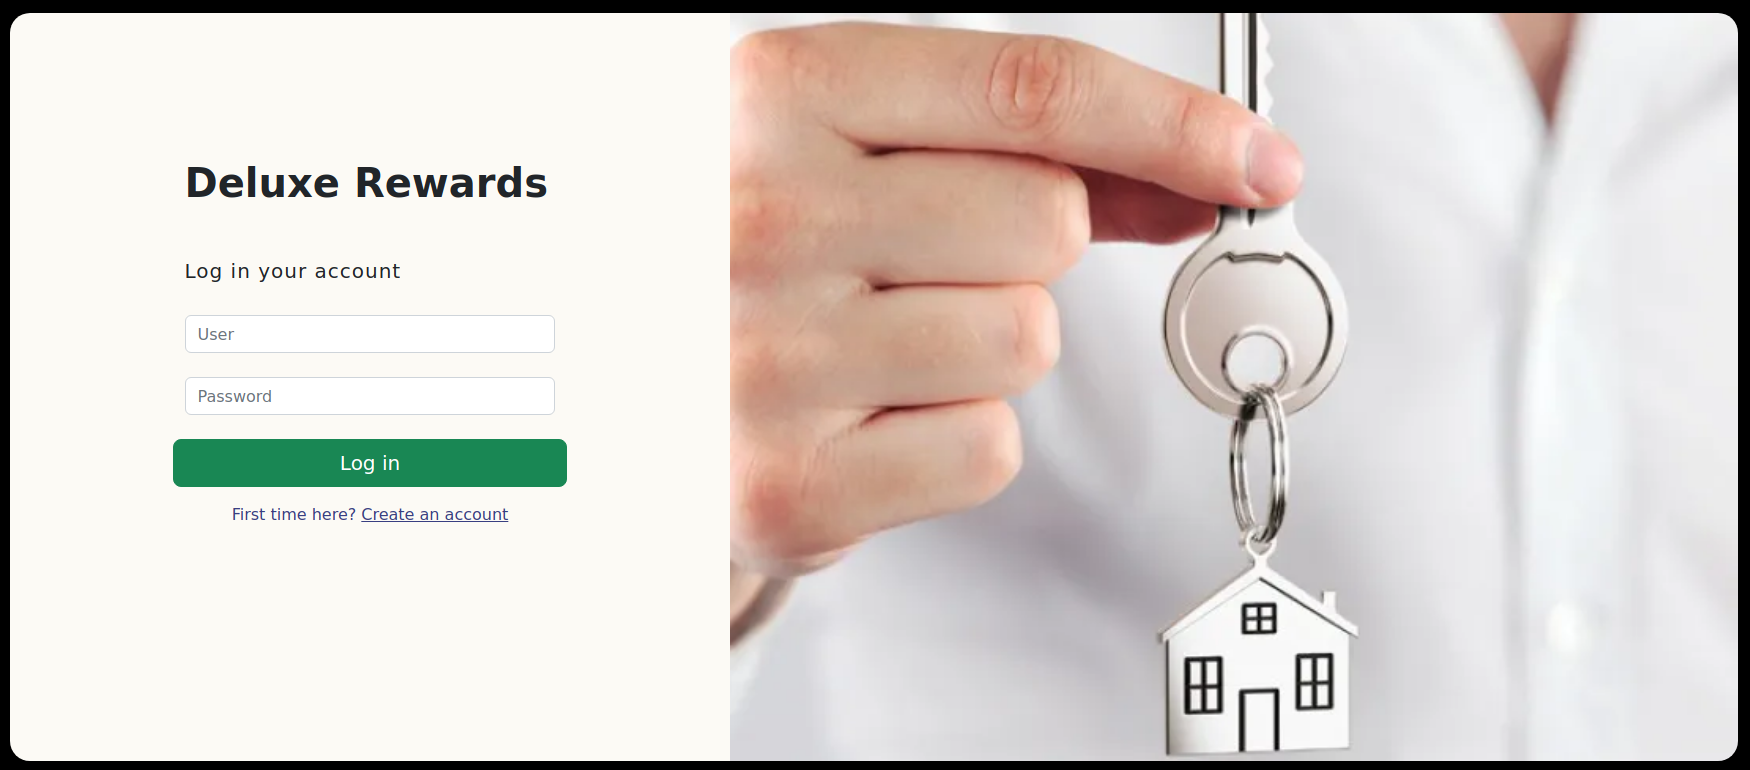 Deluxe Rewards
Log in your account
User
Password
Log in
First time here? Create an account